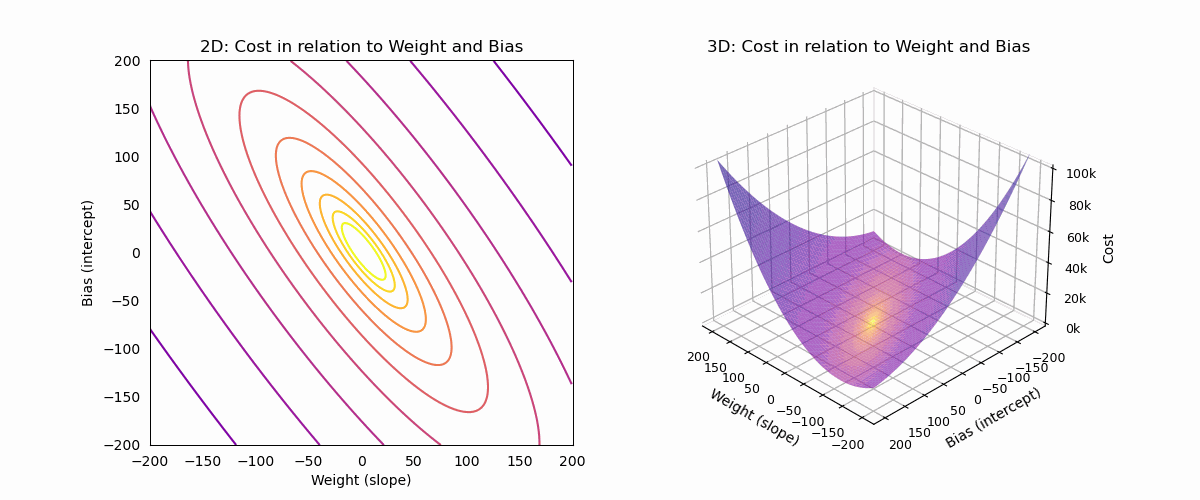 2D: Cost in relation to Weight and Bias
200
150
100
50
0
−50
−100
−150
−200
Bias (intercept)
−200 −150 −100 −50 0 50 100 150 200
Weight (slope)
3D: Cost in relation to Weight and Bias
100k
80k
60k
40k
20k
0k
Cost
200 150 100 50 0 −50 −100 −150 −200
Weight (slope)
−200 −150 −100 −50 0 50 100 150 200
Bias (intercept)